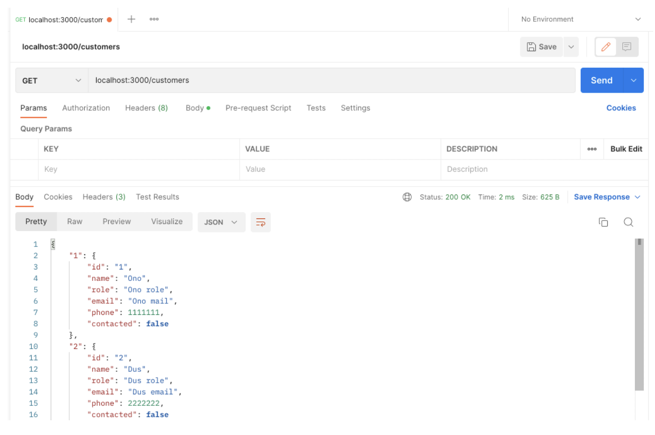 GET localhost:3000/custom
No Environment
localhost:3000/customers
Save
GET localhost:3000/customers Send
Params Authorization Headers (8) Body Pre-request Script Tests Settings Cookies
Query Params
KEY VALUE DESCRIPTION Bulk Edit
Key Value Description
Body Cookies Headers (3) Test Results Status: 200 OK Time: 2 ms Size: 625 B Save Response
Pretty Raw Preview Visualize JSON
1 {
2 "1": {
3 "id": "1",
4 "name": "Ono",
5 "role": "Ono role",
6 "email": "Ono mail",
7 "phone": 1111111,
8 "contacted": false
9 },
10 "2": {
11 "id": "2",
12 "name": "Dus",
13 "role": "Dus role",
14 "email": "Dus email",
15 "phone": 2222222,
16 "contacted": false